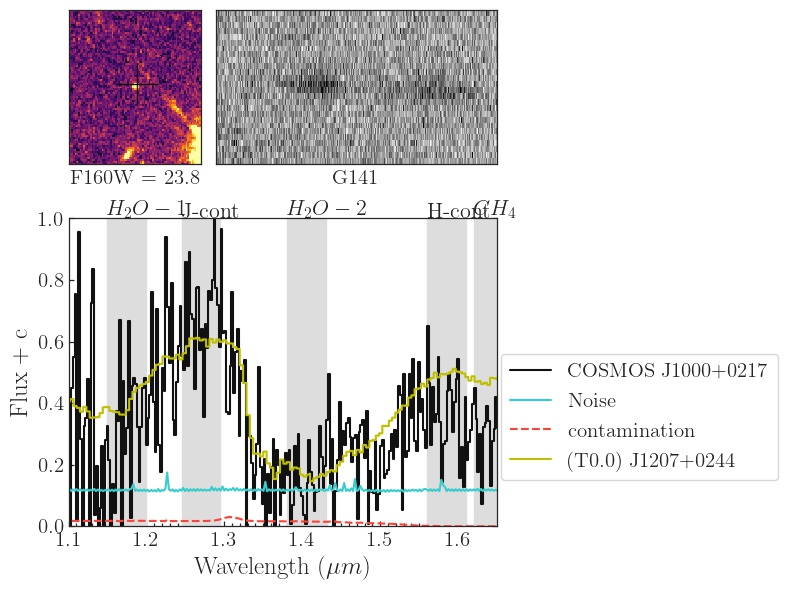 F160W = 23.8
G141
H₂O − 1
J-cont
H₂O − 2
H-cont
CH₄
1.0
0.8
0.6
0.4
0.2
0.0
Flux + c
1.1 1.2 1.3 1.4 1.5 1.6
Wavelength (μm)
COSMOS J1000+0217
Noise
contamination
(T0.0) J1207+0244